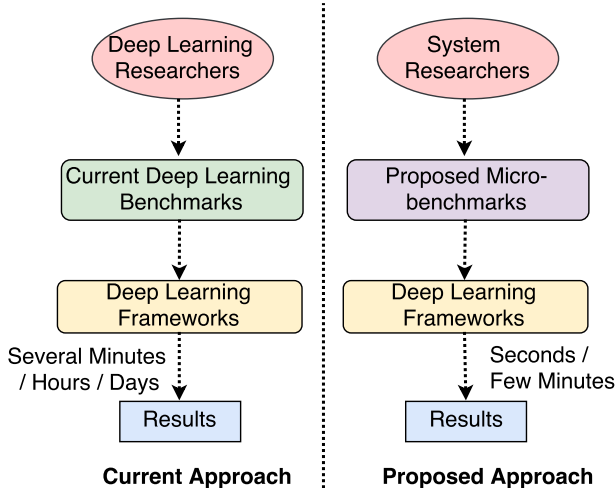 Deep Learning
Researchers
Current Deep Learning
Benchmarks
Deep Learning
Frameworks
Several Minutes
/ Hours / Days
Results
Current Approach
System
Researchers
Proposed Micro-
benchmarks
Deep Learning
Frameworks
Seconds /
Few Minutes
Results
Proposed Approach